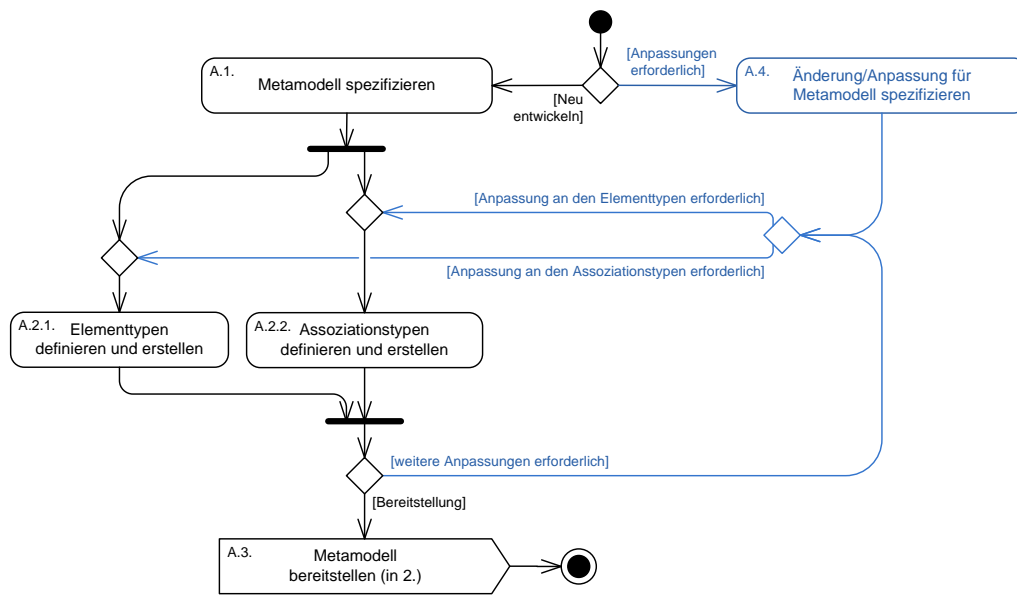 [Anpassungen
erforderlich]
A.1.
Metamodell spezifizieren
[Neu
entwickeln]
A.4.
Änderung/Anpassung für
Metamodell spezifizieren
[Anpassung an den Elementtypen erforderlich]
[Anpassung an den Assoziationstypen erforderlich]
A.2.1.
Elementtypen
definieren und erstellen
A.2.2.
Assoziationstypen
definieren und erstellen
[weitere Anpassungen erforderlich]
[Bereitstellung]
A.3.
Metamodell
bereitstellen (in 2.)